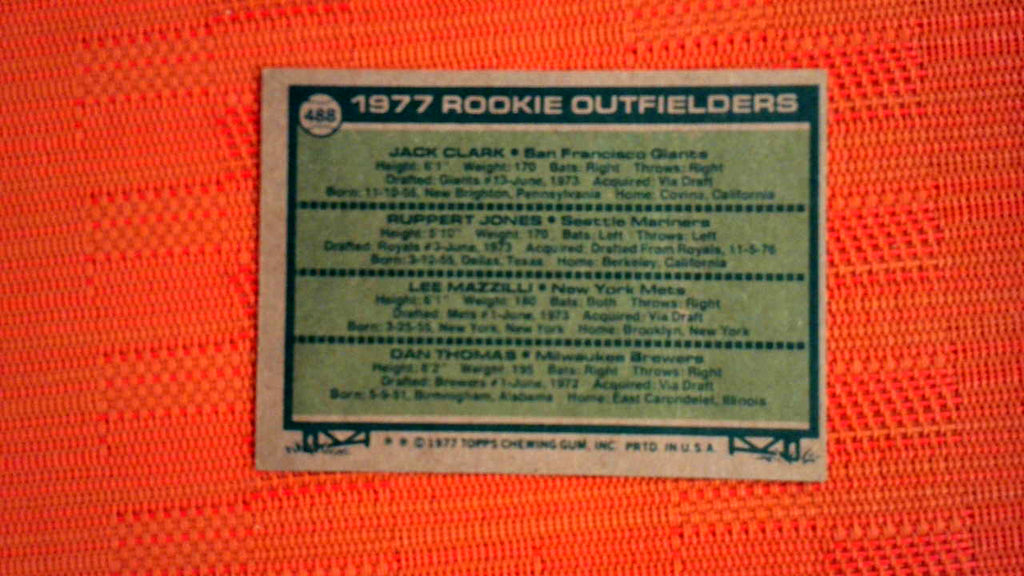 488
1977 ROOKIE OUTFIELDERS
JACK CLARK • San Francisco Giants
Height: 6'1" Weight: 170 Bats: Right Throws: Right
Drafted: Giants #13-June, 1973 Acquired: Via Draft
Born: 11-10-55, New Brighton, Pennsylvania Home: Covina, California
RUPPERT JONES • Seattle Mariners
Height: 5'10" Weight: 170 Bats: Left Throws: Left
Drafted: Royals #3-June, 1973 Acquired: Drafted From Royals, 11-5-76
Born: 3-12-55, Dallas, Texas Home: Berkeley, California
LEE MAZZILLI • New York Mets
Height: 6'1" Weight: 180 Bats: Both Throws: Right
Drafted: Mets #1-June, 1973 Acquired: Via Draft
Born: 3-25-55, New York, New York Home: Brooklyn, New York
DAN THOMAS • Milwaukee Brewers
Height: 6'2" Weight: 195 Bats: Right Throws: Right
Drafted: Brewers #1-June, 1972 Acquired: Via Draft
Born: 5-9-51, Birmingham, Alabama Home: East Carondelet, Illinois
* * © 1977 TOPPS CHEWING GUM, INC. PRTD. IN U.S.A.